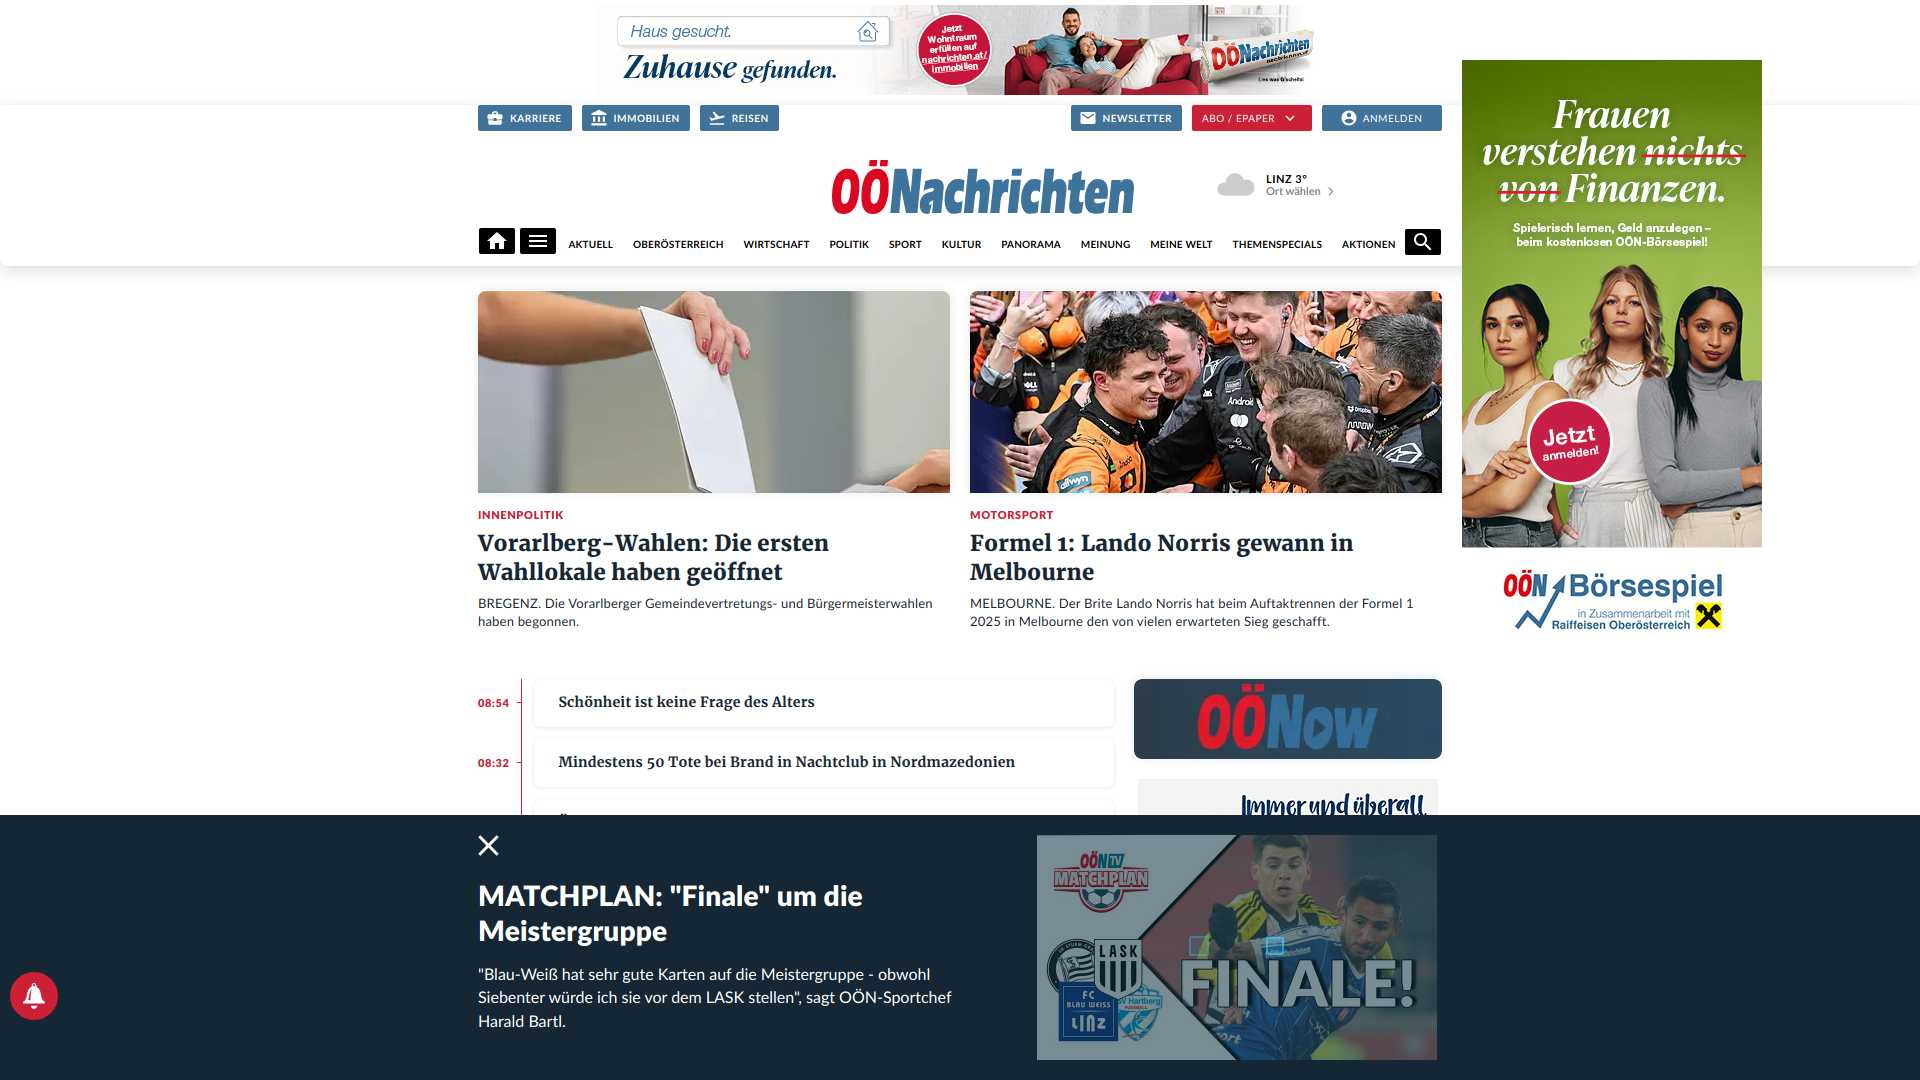 Haus gesucht.
Zuhause gefunden.
Jetzt
Wohntraum
erfüllen auf
nachrichten.at/
immobilien
OÖNachrichten
Lies was G'scheits!
KARRIERE
IMMOBILIEN
REISEN
NEWSLETTER
ABO / EPAPER
ANMELDEN
OÖNachrichten
LINZ 3°
Ort wählen
AKTUELL
OBERÖSTERREICH
WIRTSCHAFT
POLITIK
SPORT
KULTUR
PANORAMA
MEINUNG
MEINE WELT
THEMENSPECIALS
AKTIONEN
Frauen
verstehen nichts
von Finanzen.
Spielerisch lernen, Geld anzulegen –
beim kostenlosen OÖN-Börsespiel!
Jetzt
anmelden!
OÖN Börsespiel
in Zusammenarbeit mit
Raiffeisen Oberösterreich
Android
allwyn
INNENPOLITIK
Vorarlberg-Wahlen: Die ersten
Wahllokale haben geöffnet
BREGENZ. Die Vorarlberger Gemeindevertretungs- und Bürgermeisterwahlen
haben begonnen.
MOTORSPORT
Formel 1: Lando Norris gewann in
Melbourne
MELBOURNE. Der Brite Lando Norris hat beim Auftaktrennen der Formel 1
2025 in Melbourne den von vielen erwarteten Sieg geschafft.
08:54
Schönheit ist keine Frage des Alters
08:32
Mindestens 50 Tote bei Brand in Nachtclub in Nordmazedonien
OÖNow
Immer und überall
MATCHPLAN: "Finale" um die
Meistergruppe
"Blau-Weiß hat sehr gute Karten auf die Meistergruppe - obwohl
Siebenter würde ich sie vor dem LASK stellen", sagt OÖN-Sportchef
Harald Bartl.
OÖN TV
MATCHPLAN
LASK
FC
BLAU WEISS
LINZ
Hartberg
FINALE!